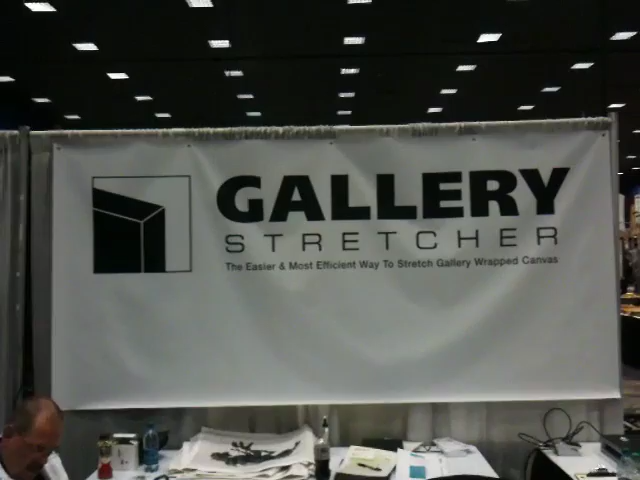 GALLERY
STRETCHER
The Easier & Most Efficient Way To Stretch Gallery Wrapped Canvas